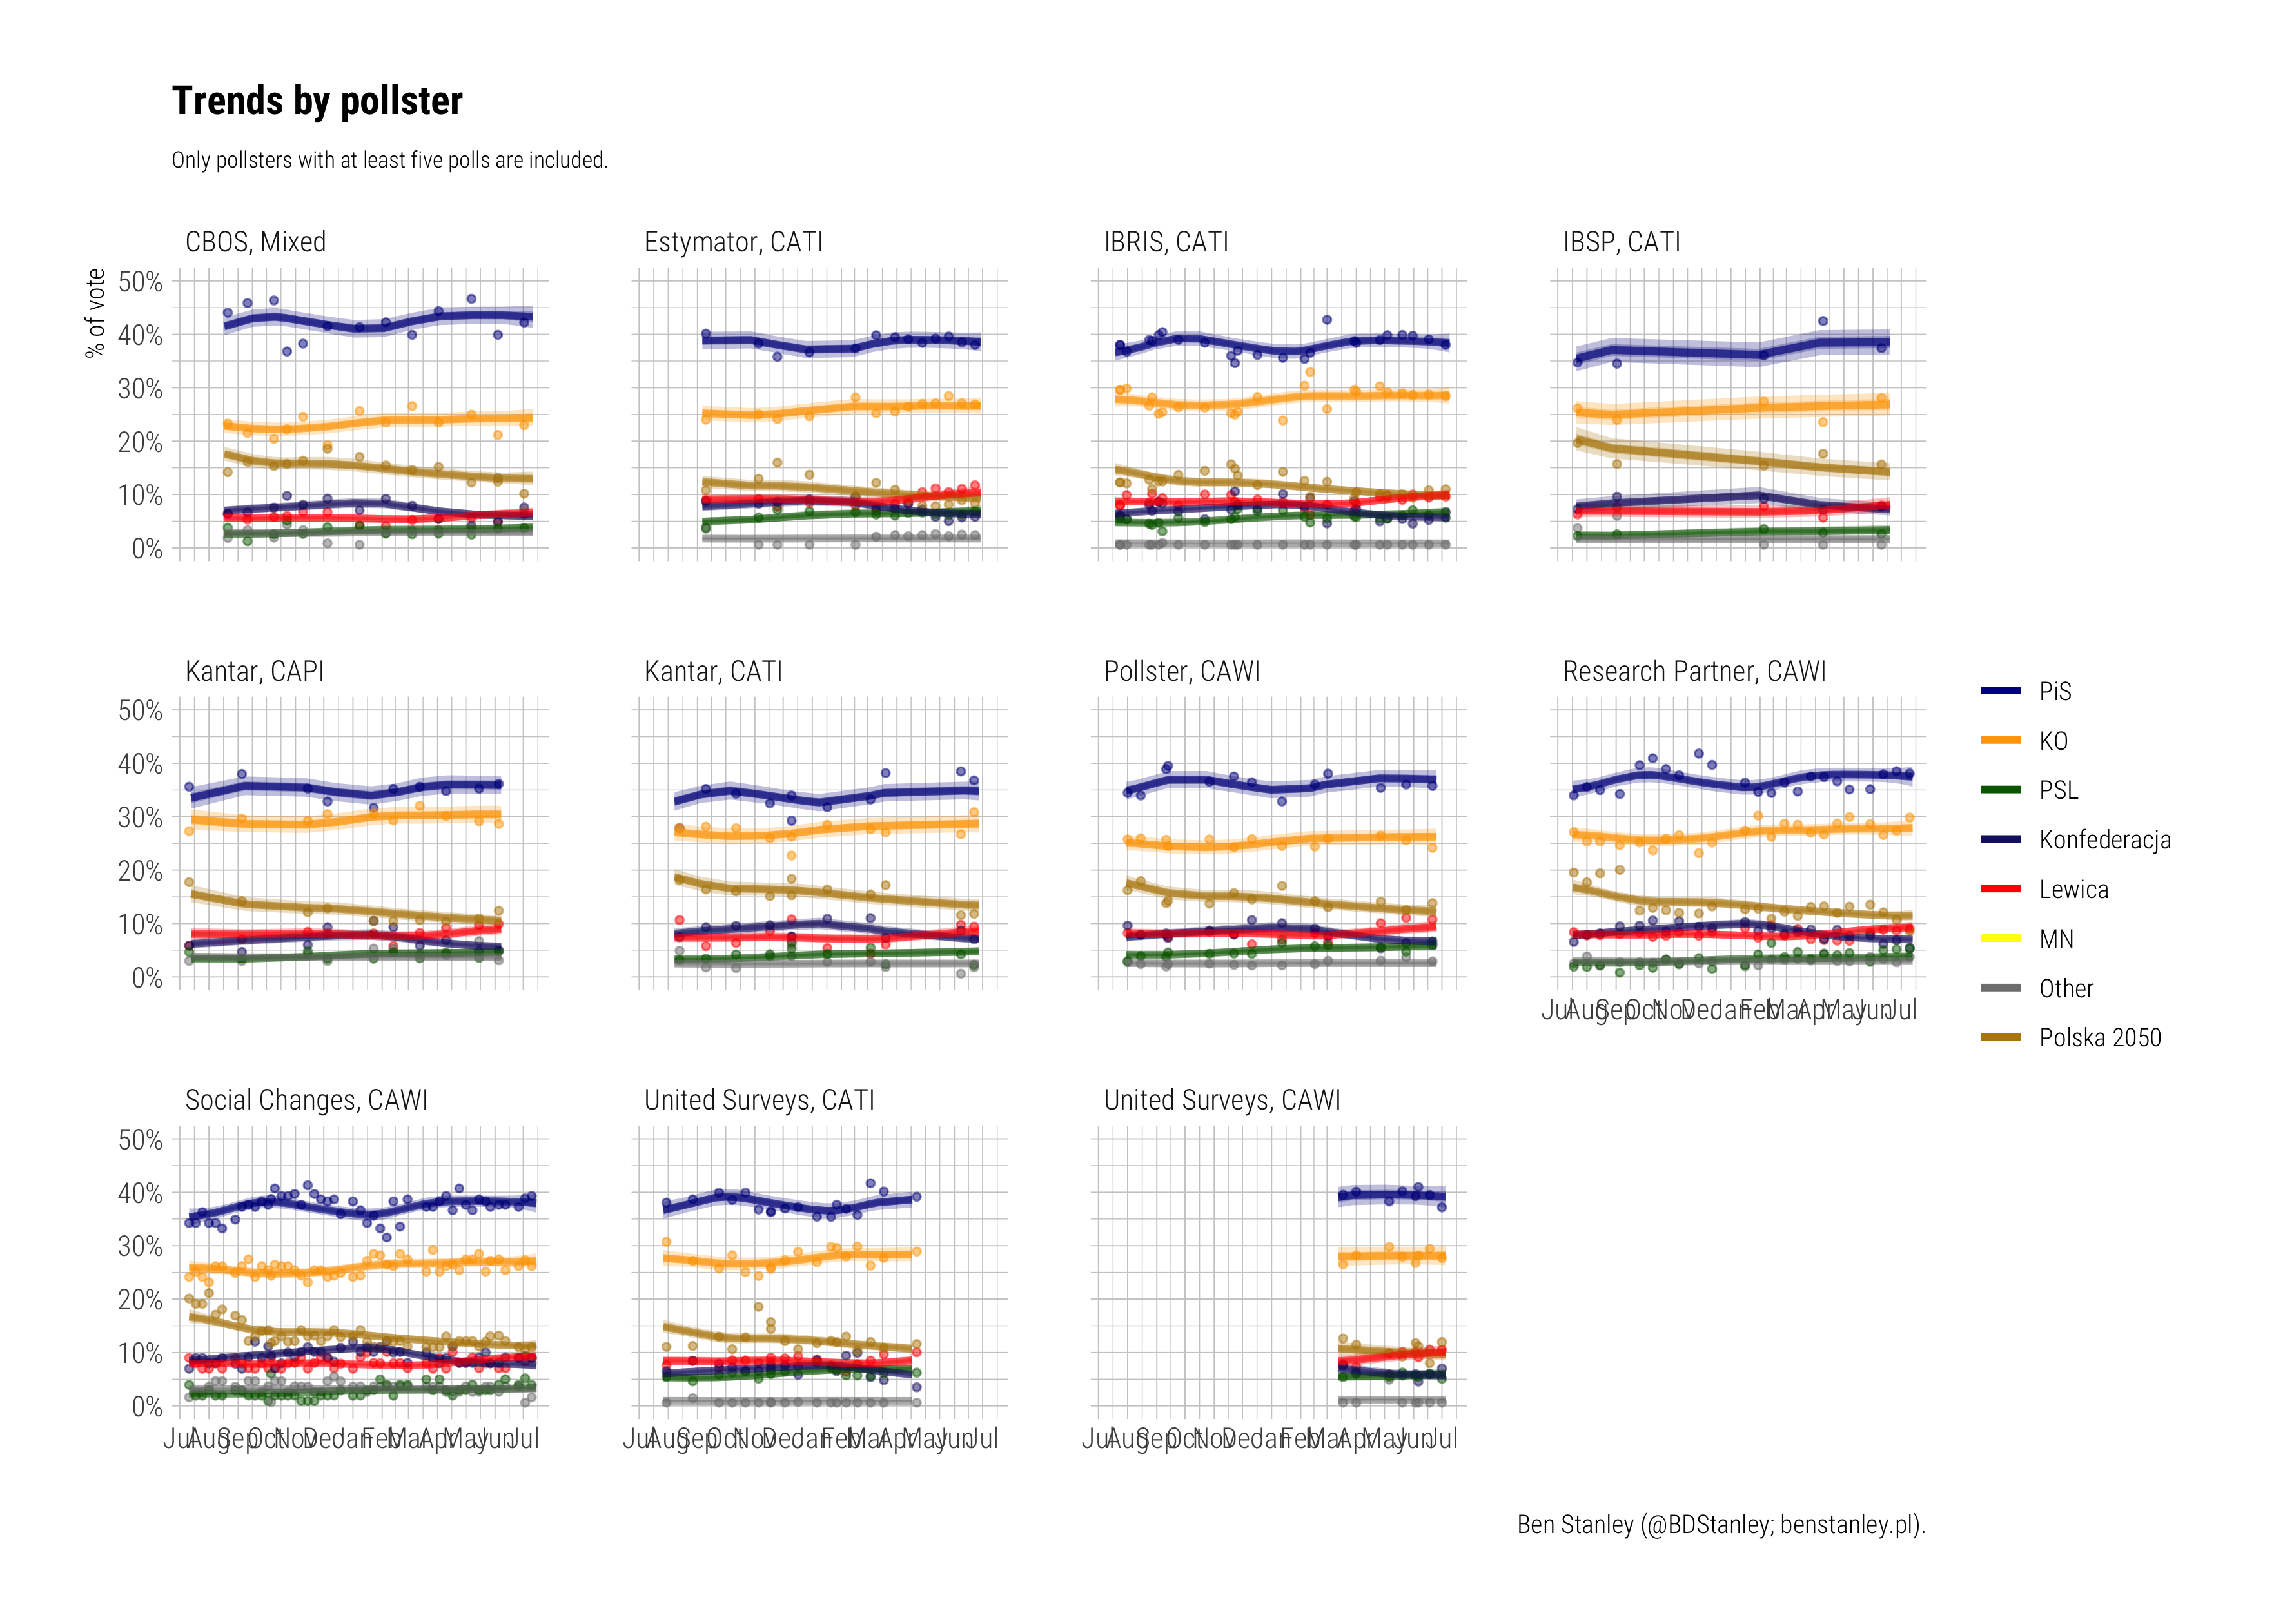 Trends by pollster
Only pollsters with at least five polls are included.
CBOS, Mixed
Estymator, CATI
IBRIS, CATI
IBSP, CATI
% of vote
50%
40%
30%
20%
10%
0%
Kantar, CAPI
Kantar, CATI
Pollster, CAWI
Research Partner, CAWI
50%
40%
30%
20%
10%
0%
Jul Aug Sep Oct Nov Dec Jan Feb Mar Apr May Jun Jul
PiS
KO
PSL
Konfederacja
Lewica
MN
Other
Polska 2050
Social Changes, CAWI
United Surveys, CATI
United Surveys, CAWI
50%
40%
30%
20%
10%
0%
Jul Aug Sep Oct Nov Dec Jan Feb Mar Apr May Jun Jul
Jul Aug Sep Oct Nov Dec Jan Feb Mar Apr May Jun Jul
Jul Aug Sep Oct Nov Dec Jan Feb Mar Apr May Jun Jul
Ben Stanley (@BDStanley; benstanley.pl).